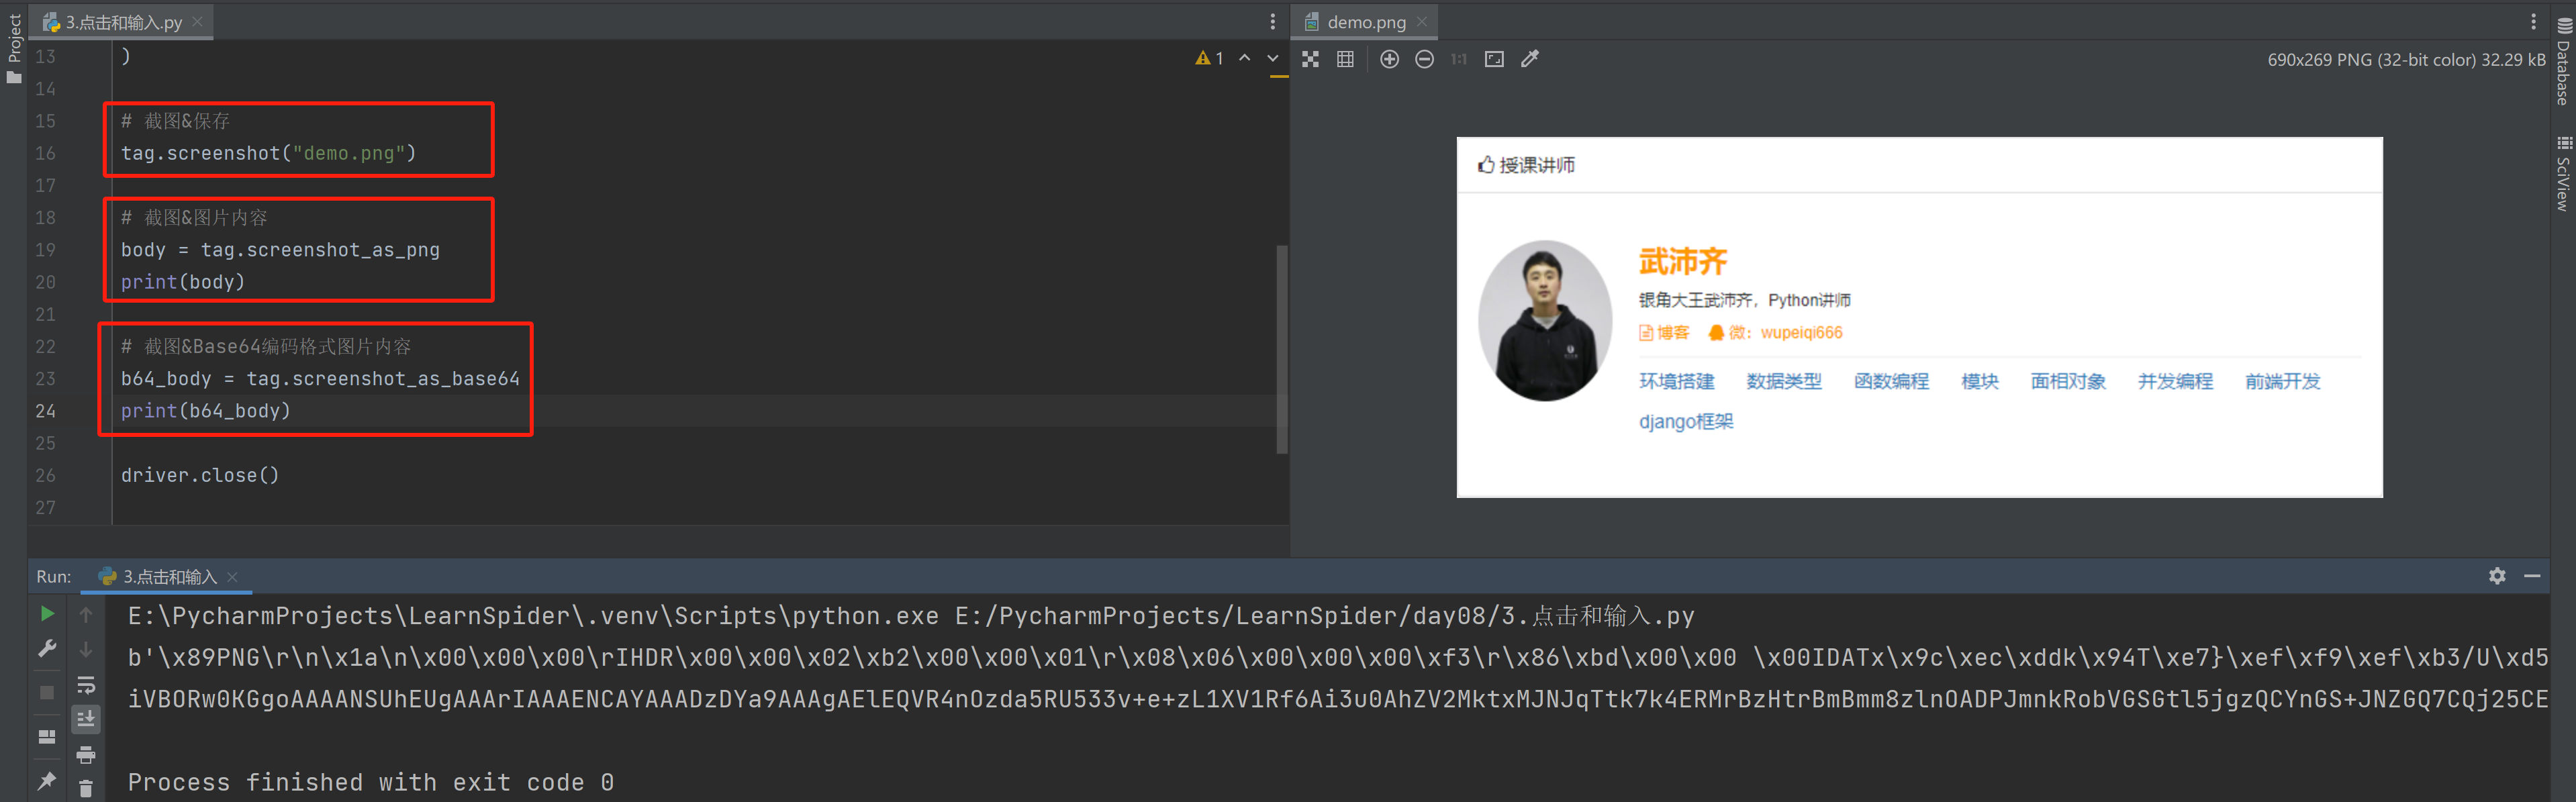 Project
3.点击和输入.py
13 )
14
15 # 截图&保存
16 tag.screenshot("demo.png")
17
18 # 截图&图片内容
19 body = tag.screenshot_as_png
20 print(body)
21
22 # 截图&Base64编码格式图片内容
23 b64_body = tag.screenshot_as_base64
24 print(b64_body)
25
26 driver.close()
27
1
demo.png
1:1
690x269 PNG (32-bit color) 32.29 kB
授课讲师
武沛齐
银角大王武沛齐，Python讲师
博客 微：wupeiqi666
环境搭建 数据类型 函数编程 模块 面相对象 并发编程 前端开发
django框架
Database
SciView
Run: 3.点击和输入
E:\PycharmProjects\LearnSpider\.venv\Scripts\python.exe E:/PycharmProjects/LearnSpider/day08/3.点击和输入.py
b'\x89PNG\r\n\x1a\n\x00\x00\x00\rIHDR\x00\x00\x02\xb2\x00\x00\x01\r\x08\x06\x00\x00\x00\xf3\r\x86\xbd\x00\x00 \x00IDATx\x9c\xec\xddk\x94T\xe7}\xef\xf9\xef\xb3/U\xd5
iVBORw0KGgoAAAANSUhEUgAAArIAAAENCAYAAADzDYa9AAAgAElEQVR4nOzda5RU533v+e+zL1XV1Rf6Ai3u0AhZV2MktxMJNJqTtk7k4ERMrBzHtrBmBmm8zlnOADPJmnkRobVGSGtl5jgzQCYnGS+JNZGQ7CQj25CE
Process finished with exit code 0